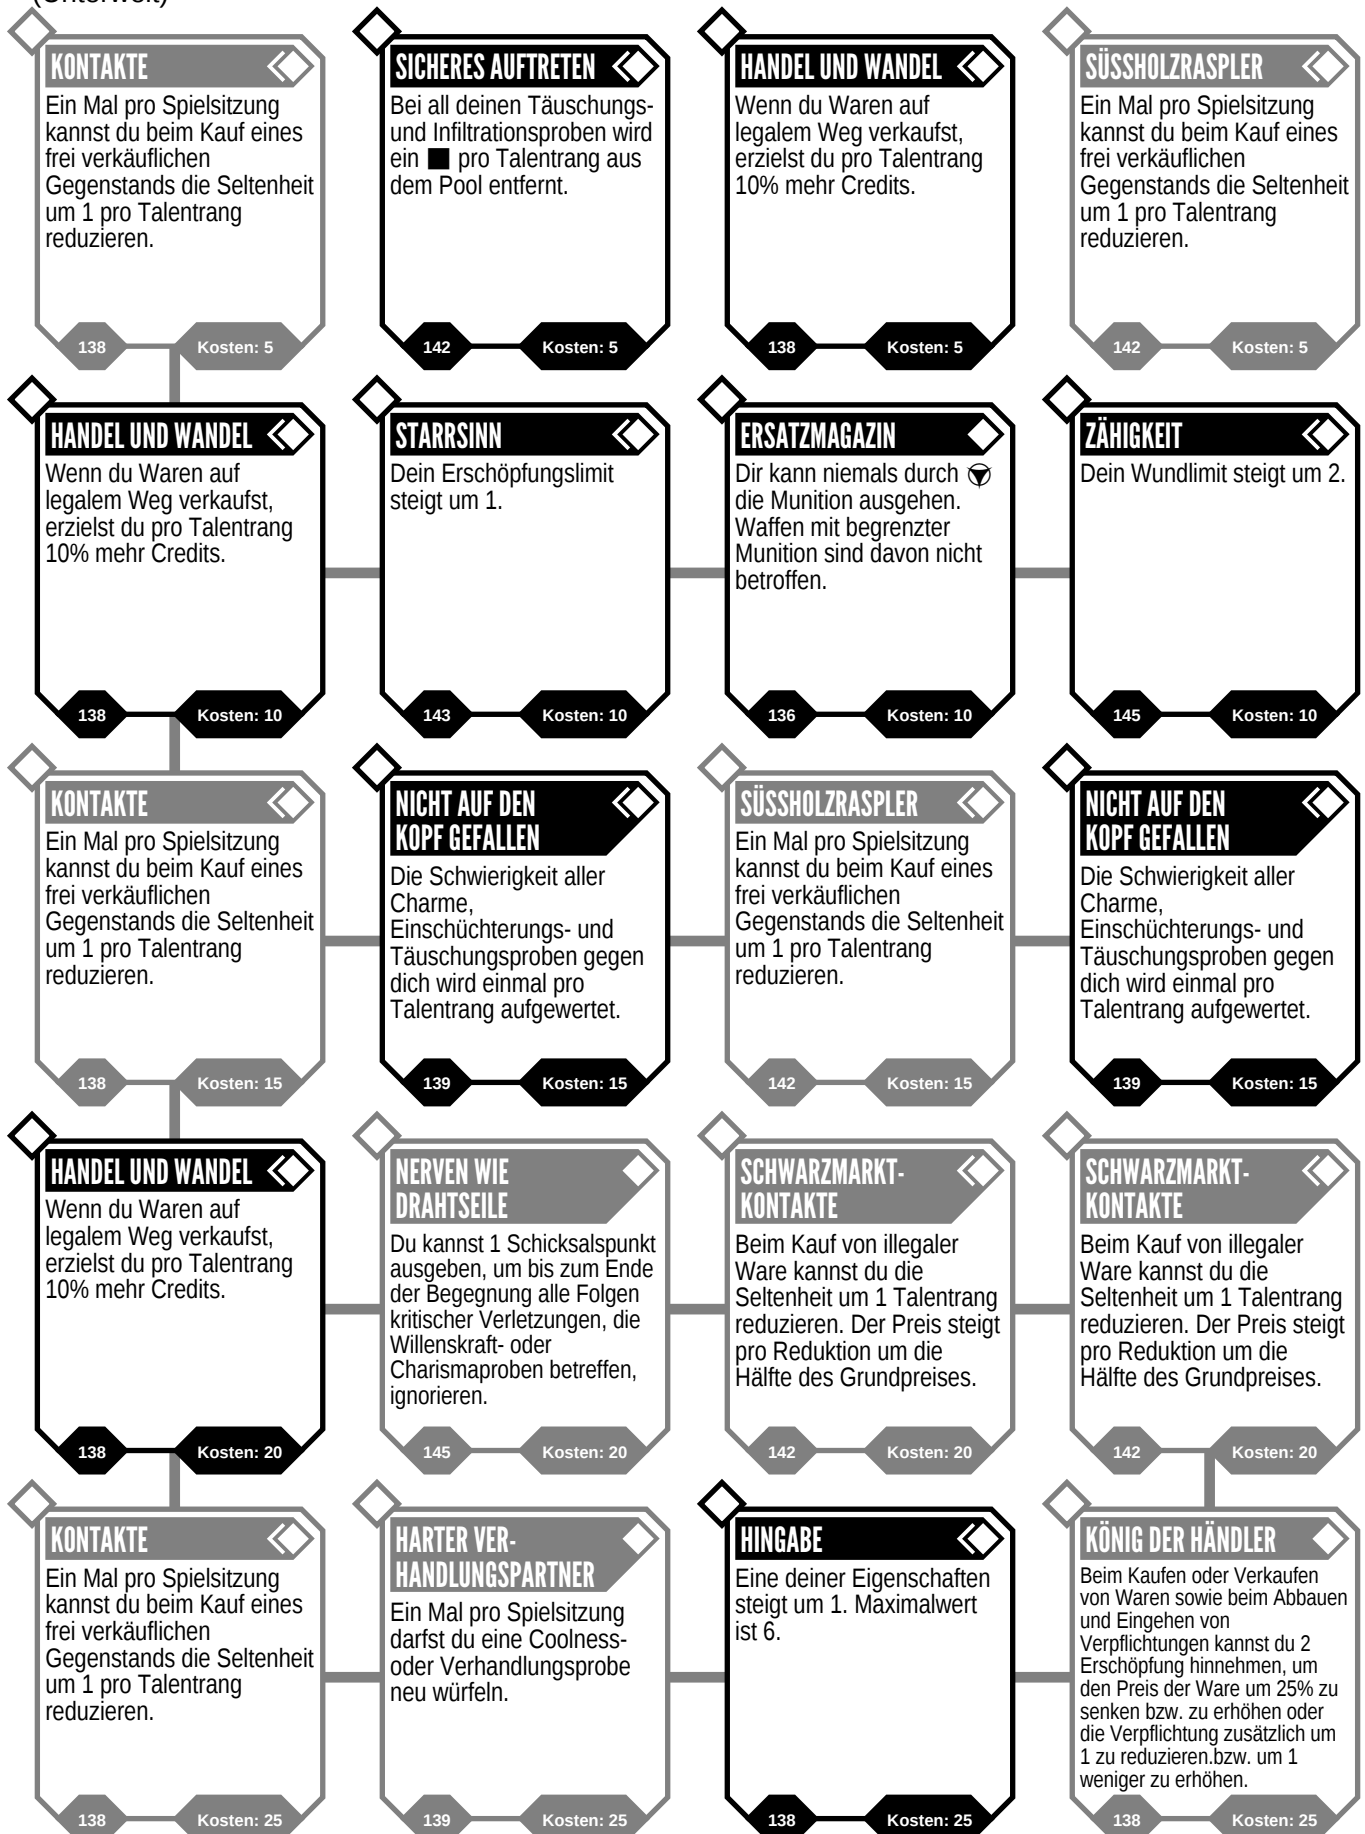 (Unterwelt)
KONTAKTE
Ein Mal pro Spielsitzung
kannst du beim Kauf eines
frei verkäuflichen
Gegenstands die Seltenheit
um 1 pro Talentrang
reduzieren.
138
Kosten: 5
SICHERES AUFTRETEN
Bei all deinen Täuschungs-
und Infiltrationsproben wird
ein ■ pro Talentrang aus
dem Pool entfernt.
142
Kosten: 5
HANDEL UND WANDEL
Wenn du Waren auf
legalem Weg verkaufst,
erzielst du pro Talentrang
10% mehr Credits.
138
Kosten: 5
SÜSSHOLZRASPLER
Ein Mal pro Spielsitzung
kannst du beim Kauf eines
frei verkäuflichen
Gegenstands die Seltenheit
um 1 pro Talentrang
reduzieren.
142
Kosten: 5
HANDEL UND WANDEL
Wenn du Waren auf
legalem Weg verkaufst,
erzielst du pro Talentrang
10% mehr Credits.
138
Kosten: 10
STARRSINN
Dein Erschöpfungslimit
steigt um 1.
143
Kosten: 10
ERSATZMAGAZIN
Dir kann niemals durch
die Munition ausgehen.
Waffen mit begrenzter
Munition sind davon nicht
betroffen.
136
Kosten: 10
ZÄHIGKEIT
Dein Wundlimit steigt um 2.
145
Kosten: 10
KONTAKTE
Ein Mal pro Spielsitzung
kannst du beim Kauf eines
frei verkäuflichen
Gegenstands die Seltenheit
um 1 pro Talentrang
reduzieren.
138
Kosten: 15
NICHT AUF DEN
KOPF GEFALLEN
Die Schwierigkeit aller
Charme,
Einschüchterungs- und
Täuschungsproben gegen
dich wird einmal pro
Talentrang aufgewertet.
139
Kosten: 15
SÜSSHOLZRASPLER
Ein Mal pro Spielsitzung
kannst du beim Kauf eines
frei verkäuflichen
Gegenstands die Seltenheit
um 1 pro Talentrang
reduzieren.
142
Kosten: 15
NICHT AUF DEN
KOPF GEFALLEN
Die Schwierigkeit aller
Charme,
Einschüchterungs- und
Täuschungsproben gegen
dich wird einmal pro
Talentrang aufgewertet.
139
Kosten: 15
HANDEL UND WANDEL
Wenn du Waren auf
legalem Weg verkaufst,
erzielst du pro Talentrang
10% mehr Credits.
138
Kosten: 20
NERVEN WIE
DRAHTSEILE
Du kannst 1 Schicksalspunkt
ausgeben, um bis zum Ende
der Begegnung alle Folgen
kritischer Verletzungen, die
Willenskraft- oder
Charismaproben betreffen,
ignorieren.
145
Kosten: 20
SCHWARZMARKT-
KONTAKTE
Beim Kauf von illegaler
Ware kannst du die
Seltenheit um 1 Talentrang
reduzieren. Der Preis steigt
pro Reduktion um die
Hälfte des Grundpreises.
142
Kosten: 20
SCHWARZMARKT-
KONTAKTE
Beim Kauf von illegaler
Ware kannst du die
Seltenheit um 1 Talentrang
reduzieren. Der Preis steigt
pro Reduktion um die
Hälfte des Grundpreises.
142
Kosten: 20
KONTAKTE
Ein Mal pro Spielsitzung
kannst du beim Kauf eines
frei verkäuflichen
Gegenstands die Seltenheit
um 1 pro Talentrang
reduzieren.
138
Kosten: 25
HARTER VER-
HANDLUNGSPARTNER
Ein Mal pro Spielsitzung
darfst du eine Coolness-
oder Verhandlungsprobe
neu würfeln.
139
Kosten: 25
HINGABE
Eine deiner Eigenschaften
steigt um 1. Maximalwert
ist 6.
138
Kosten: 25
KÖNIG DER HÄNDLER
Beim Kaufen oder Verkaufen
von Waren sowie beim Abbauen
und Eingehen von
Verpflichtungen kannst du 2
Erschöpfung hinnehmen, um
den Preis der Ware um 25% zu
senken bzw. zu erhöhen oder
die Verpflichtung zusätzlich um
1 zu reduzieren.bzw. um 1
weniger zu erhöhen.
138
Kosten: 25